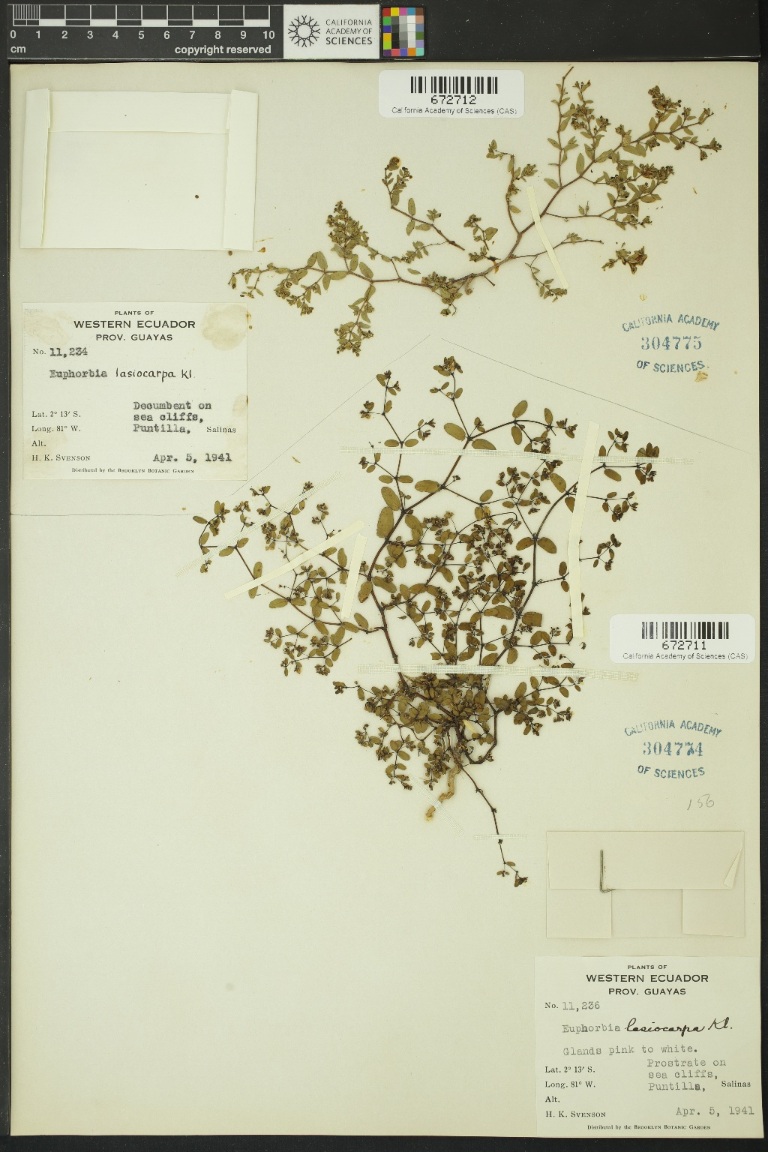 0 1 2 3 4 5 6 7 8 9 10
cm
copyright reserved
CALIFORNIA
ACADEMY OF
SCIENCES
672712
California Academy of Sciences (CAS)
CALIFORNIA ACADEMY
304775
OF SCIENCES.
PLANTS OF
WESTERN ECUADOR
PROV. GUAYAS
No. 11,234
Euphorbia lasiocarpa Kl.
Decumbent on
Lat. 2° 13' S. sea cliffs,
Long. 81° W. Puntilla, Salinas
Alt.
H. K. SVENSON Apr. 5, 1941
Distributed by the BROOKLYN BOTANIC GARDEN
672711
California Academy of Sciences (CAS)
CALIFORNIA ACADEMY
304774
OF SCIENCES
156
PLANTS OF
WESTERN ECUADOR
PROV. GUAYAS
No. 11,236
Euphorbia lasiocarpa Kl.
Glands pink to white.
Prostrate on
Lat. 2° 13' S. sea cliffs,
Long. 81° W. Puntilla, Salinas
Alt.
H. K. SVENSON Apr. 5, 1941
Distributed by the BROOKLYN BOTANIC GARDEN